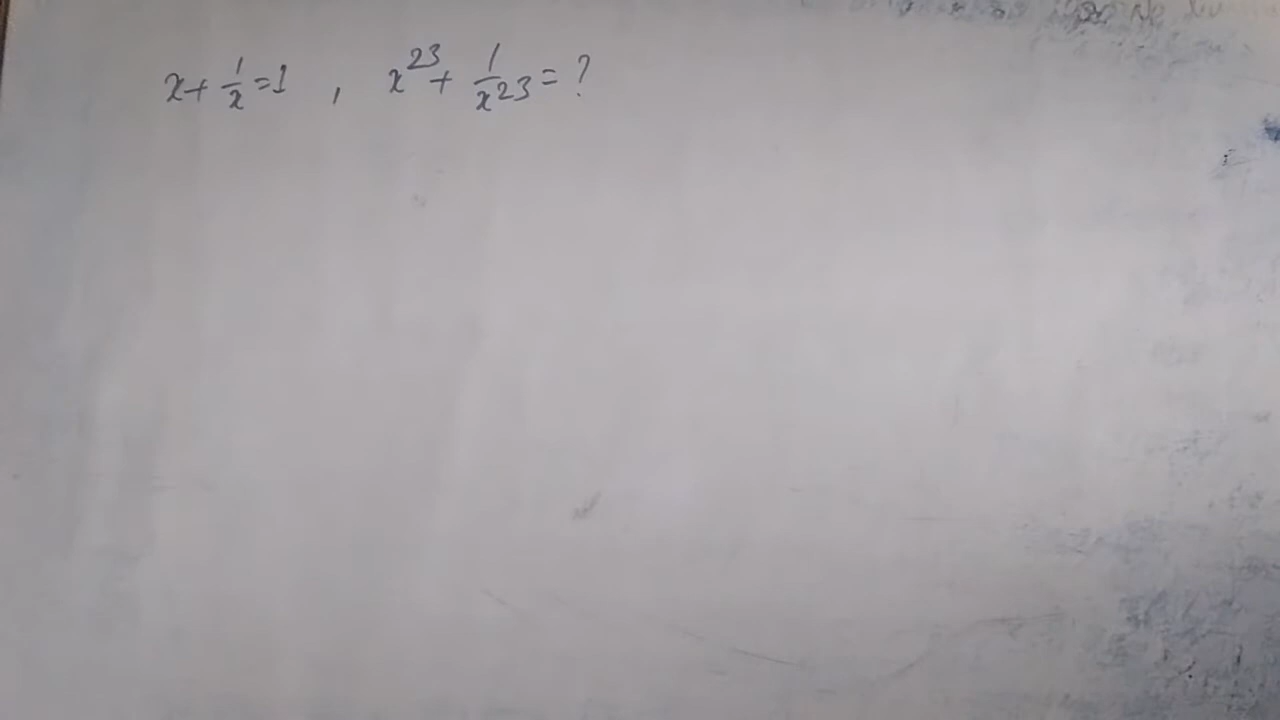 x + 1/x = 1 , x^23 + 1/x^23 = ?